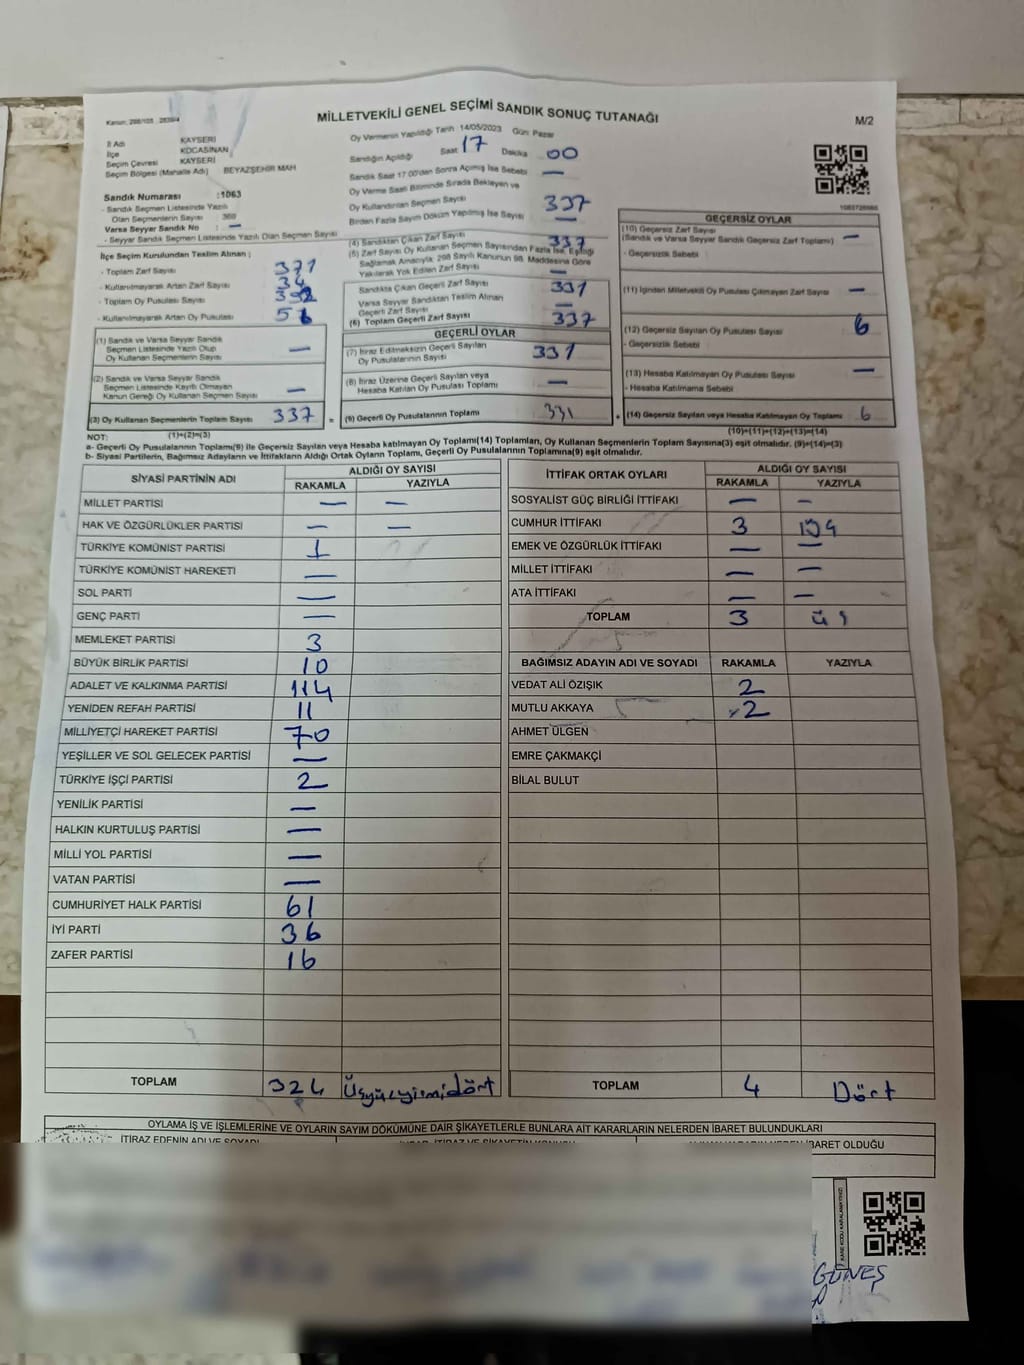 MİLLETVEKİLİ GENEL SEÇİMİ SANDIK SONUÇ TUTANAĞI
M/2
İl Adı KAYSERİ
İlçe KOCASİNAN
Seçim Çevresi KAYSERİ
Seçim Bölgesi (Mahalle Adı) BEYAZŞEHİR MAH
Sandık Numarası :1063
- Sandık Seçmen Listesinde Yazılı
Olan Seçmenlerin Sayısı 360
Varsa Seyyar Sandık No : —
- Seyyar Sandık Seçmen Listesinde Yazılı Olan Seçmen Sayısı
İlçe Seçim Kurulundan Teslim Alınan ;
- Toplam Zarf Sayısı 371
- Kullanılmayarak Artan Zarf Sayısı 34
- Toplam Oy Pusulası Sayısı
- Kullanılmayarak Artan Oy Pusulası
Oy Vermenin Yapıldığı Tarih 14/05/2023 Gün Pazar
Sandığın Açıldığı Saat 17 Dakika 00
Sandık Saat 17.00'dan Sonra Açılmış İse Sebebi —
Oy Verme Saati Bitiminde Sırada Bekleyen ve
Oy Kullandırılan Seçmen Sayısı 337
Birden Fazla Sayım Döküm Yapılmış İse Sayısı —
(4) Sandıktan Çıkan Zarf Sayısı 337
(5) Zarf Sayısı Oy Kullanan Seçmen Sayısından Fazla İse, Eşitliği
Sağlamak Amacıyla, 298 Sayılı Kanunun 98. Maddesine Göre
Yakılarak Yok Edilen Zarf Sayısı —
Sandıkta Çıkan Geçerli Zarf Sayısı 331
Varsa Seyyar Sandıktan Teslim Alınan
Geçerli Zarf Sayısı —
(6) Toplam Geçerli Zarf Sayısı 337
GEÇERLİ OYLAR
(7) İtiraz Edilmeksizin Geçerli Sayılan
Oy Pusulalarının Sayısı 331
(8) İtiraz Üzerine Geçerli Sayılan veya
Hesaba Katılan Oy Pusulası Toplamı —
(9) Geçerli Oy Pusulalarının Toplamı 331
(1) Sandık ve Varsa Seyyar Sandık
Seçmen Listesinde Yazılı Olup
Oy Kullanan Seçmenlerin Sayısı —
(2) Sandık ve Varsa Seyyar Sandık
Seçmen Listesinde Kayıtlı Olmayan
Kanun Gereği Oy Kullanan Seçmen Sayısı —
(3) Oy Kullanan Seçmenlerin Toplam Sayısı 337 =
(1)+(2)=(3)
GEÇERSİZ OYLAR
(10) Geçersiz Zarf Sayısı —
(Sandık ve Varsa Seyyar Sandık Geçersiz Zarf Toplamı)
- Geçersizlik Sebebi
(11) İçinden Milletvekili Oy Pusulası Çıkmayan Zarf Sayısı —
(12) Geçersiz Sayılan Oy Pusulası Sayısı 6
- Geçersizlik Sebebi
(13) Hesaba Katılmayan Oy Pusulası Sayısı —
- Hesaba Katılmama Sebebi
+ (14) Geçersiz Sayılan veya Hesaba Katılmayan Oy Toplamı 6
(10)+(11)+(12)+(13)=(14)
NOT:
a- Geçerli Oy Pusulalarının Toplamı(9) ile Geçersiz Sayılan veya Hesaba katılmayan Oy Toplamı(14) Toplamları, Oy Kullanan Seçmenlerin Toplam Sayısına(3) eşit olmalıdır. (9)+(14)=(3)
b- Siyasi Partilerin, Bağımsız Adayların ve İttifakların Aldığı Oy Oyların Toplamı, Geçerli Oy Pusulalarının Toplamına(9) eşit olmalıdır.
SİYASİ PARTİNİN ADI ALDIĞI OY SAYISI
RAKAMLA YAZIYLA
MİLLET PARTİSİ — —
HAK VE ÖZGÜRLÜKLER PARTİSİ — —
TÜRKİYE KOMÜNİST PARTİSİ 1
TÜRKİYE KOMÜNİST HAREKETİ —
SOL PARTİ —
GENÇ PARTİ —
MEMLEKET PARTİSİ 3
BÜYÜK BİRLİK PARTİSİ 10
ADALET VE KALKINMA PARTİSİ 114
YENİDEN REFAH PARTİSİ 11
MİLLİYETÇİ HAREKET PARTİSİ 70
YEŞİLLER VE SOL GELECEK PARTİSİ —
TÜRKİYE İŞÇİ PARTİSİ 2
YENİLİK PARTİSİ —
HALKIN KURTULUŞ PARTİSİ —
MİLLİ YOL PARTİSİ —
VATAN PARTİSİ —
CUMHURİYET HALK PARTİSİ 61
İYİ PARTİ 36
ZAFER PARTİSİ 16
TOPLAM 324 Üçyüzyirmidört
İTTİFAK ORTAK OYLARI ALDIĞI OY SAYISI
RAKAMLA YAZIYLA
SOSYALİST GÜÇ BİRLİĞİ İTTİFAKI — —
CUMHUR İTTİFAKI 3
EMEK VE ÖZGÜRLÜK İTTİFAKI — —
MİLLET İTTİFAKI — —
ATA İTTİFAKI — —
TOPLAM 3 üç
BAĞIMSIZ ADAYIN ADI VE SOYADI RAKAMLA YAZIYLA
VEDAT ALİ ÖZIŞIK 2
MUTLU AKKAYA 2
AHMET ÜLGEN
EMRE ÇAKMAKÇİ
BİLAL BULUT
TOPLAM 4 Dört
OYLAMA İŞ VE İŞLEMLERİNE VE OYLARIN SAYIM DÖKÜMÜNE DAİR ŞİKAYETLERLE BUNLARA AİT KARARLARIN NELERDEN İBARET BULUNDUKLARI
İTİRAZ EDENİN ADI VE SOYADI
İBARET OLDUĞU
GÜNEŞ